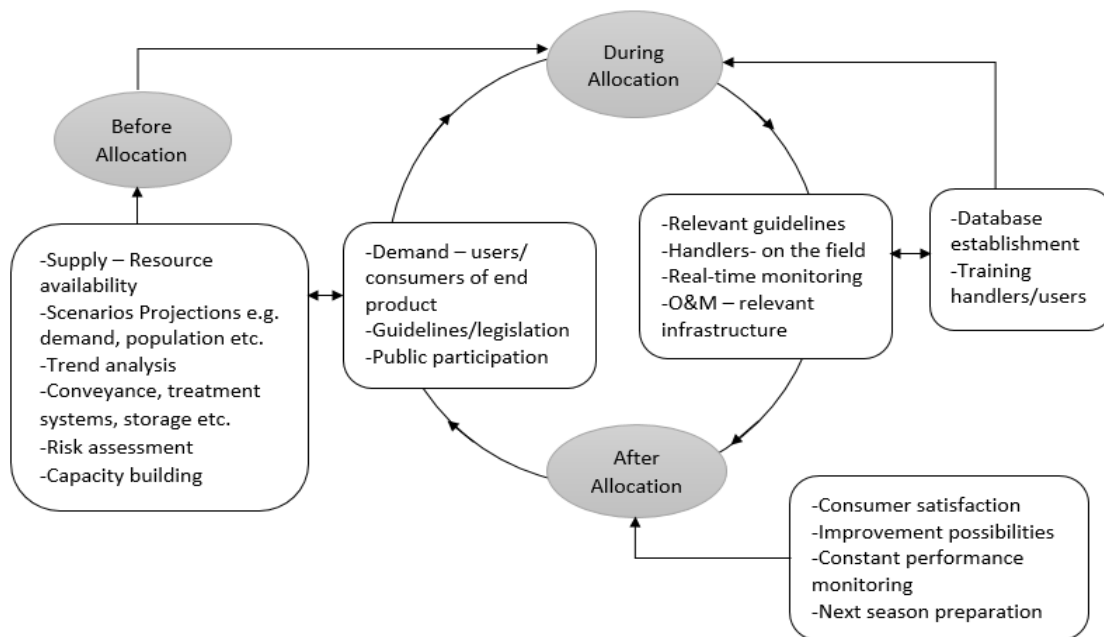 During
Allocation
Before
Allocation
-Supply – Resource
availability
-Scenarios Projections e.g.
demand, population etc.
-Trend analysis
-Conveyance, treatment
systems, storage etc.
-Risk assessment
-Capacity building
-Demand – users/
consumers of end
product
-Guidelines/legislation
-Public participation
-Relevant guidelines
-Handlers- on the field
-Real-time monitoring
-O&M – relevant
infrastructure
-Database
establishment
-Training
handlers/users
After
Allocation
-Consumer satisfaction
-Improvement possibilities
-Constant performance
monitoring
-Next season preparation